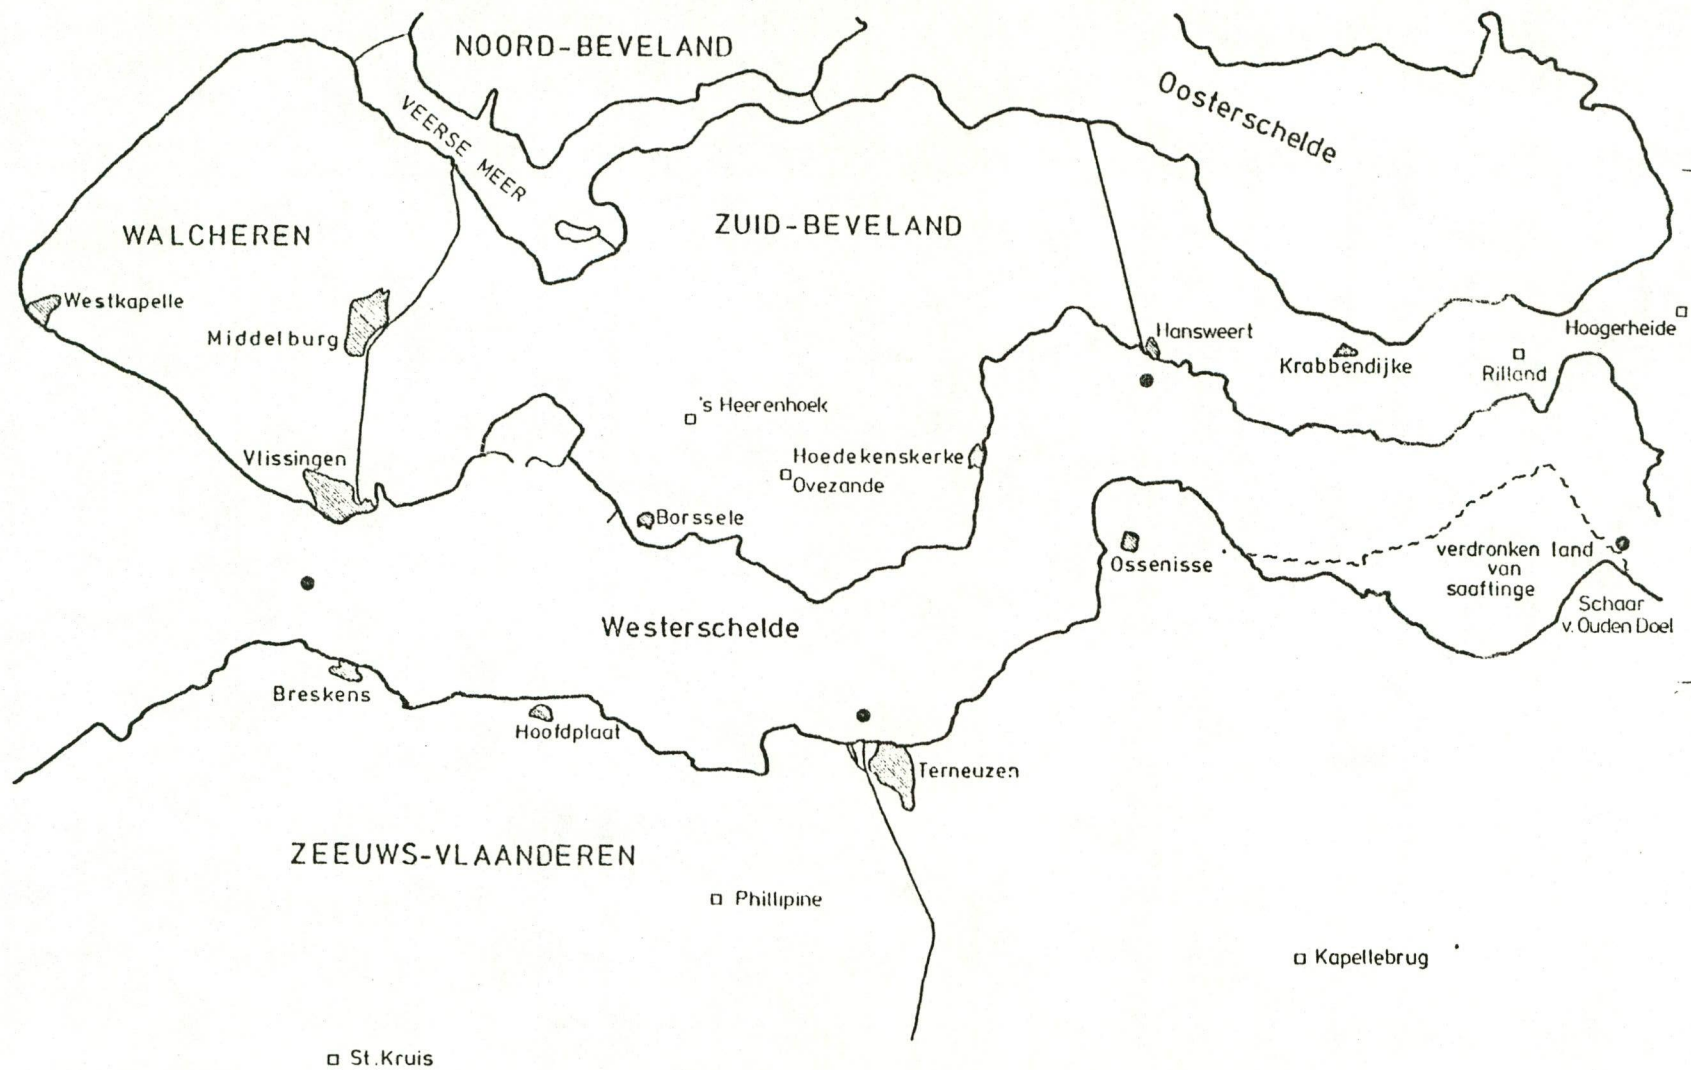 NOORD-BEVELAND
Oosterschelde
VEERSE MEER
WALCHEREN
ZUID-BEVELAND
Westkapelle
Middelburg
Hansweert
Hoogerheide
Krabbendijke
Rilland
's Heerenhoek
Vlissingen
Hoedekenskerke
Ovezande
Borssele
Ossenisse
verdronken land
van
saaftinge
Schaar
v. Ouden Doel
Westerschelde
Breskens
Hoofdplaat
Terneuzen
ZEEUWS-VLAANDEREN
Phillipine
Kapellebrug
St.Kruis